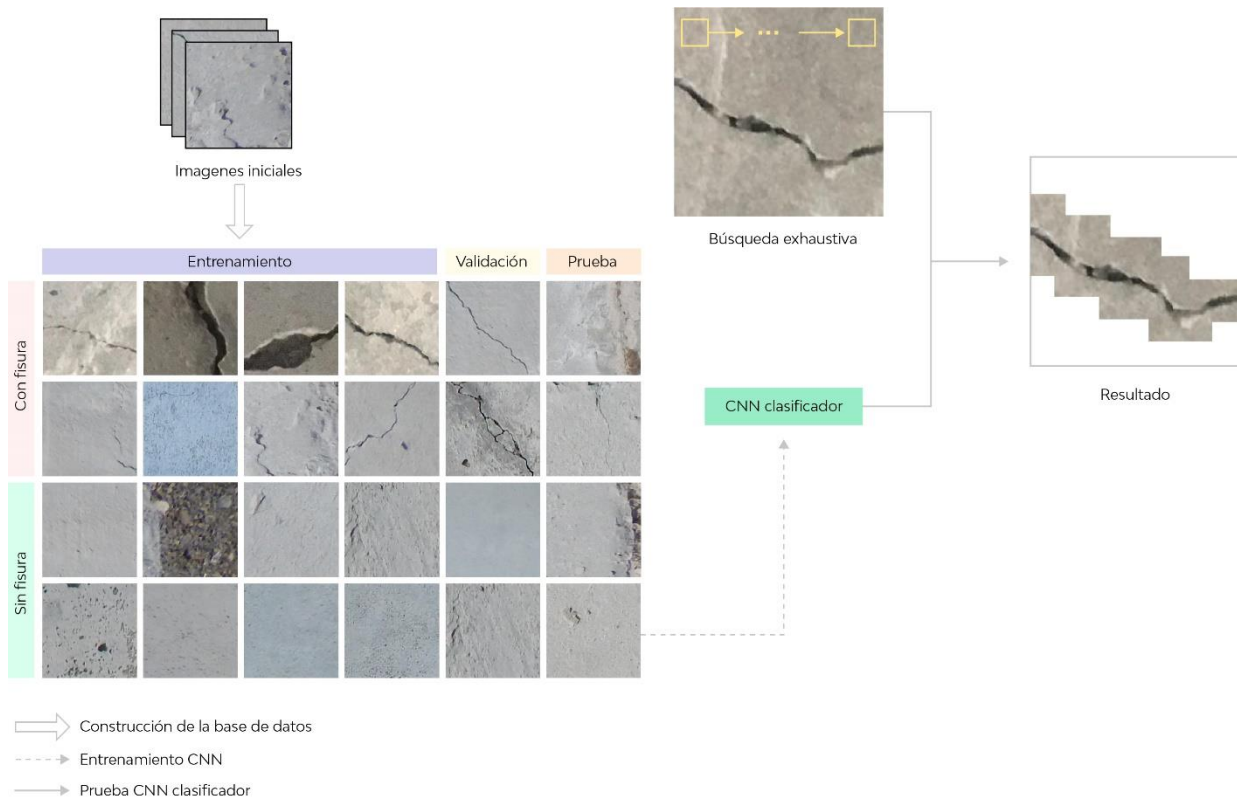 Imagenes iniciales
Búsqueda exhaustiva
Entrenamiento
Validación
Prueba
Con fisura
Sin fisura
CNN clasificador
Resultado
Construcción de la base de datos
Entrenamiento CNN
Prueba CNN clasificador